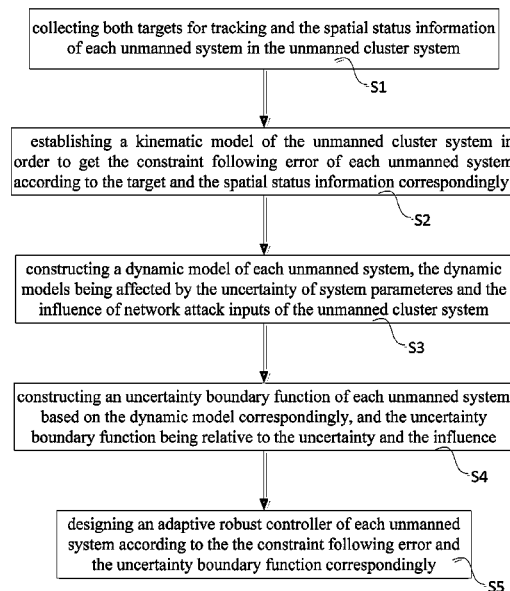 collecting both targets for tracking and the spatial status information
of each unmanned system in the unmanned cluster system
S1
establishing a kinematic model of the unmanned cluster system in
order to get the constraint following error of each unmanned system
according to the target and the spatial status information correspondingly
S2
constructing a dynamic model of each unmanned system, the dynamic
models being affected by the uncertainty of system parameteres and the
influence of network attack inputs of the unmanned cluster system
S3
constructing an uncertainty boundary function of each unmanned system
based on the dynamic model correspondingly, and the uncertainty
boundary function being relative to the uncertainty and the influence
S4
designing an adaptive robust controller of each unmanned
system according to the the constraint following error and
the uncertainty boundary function correspondingly
S5